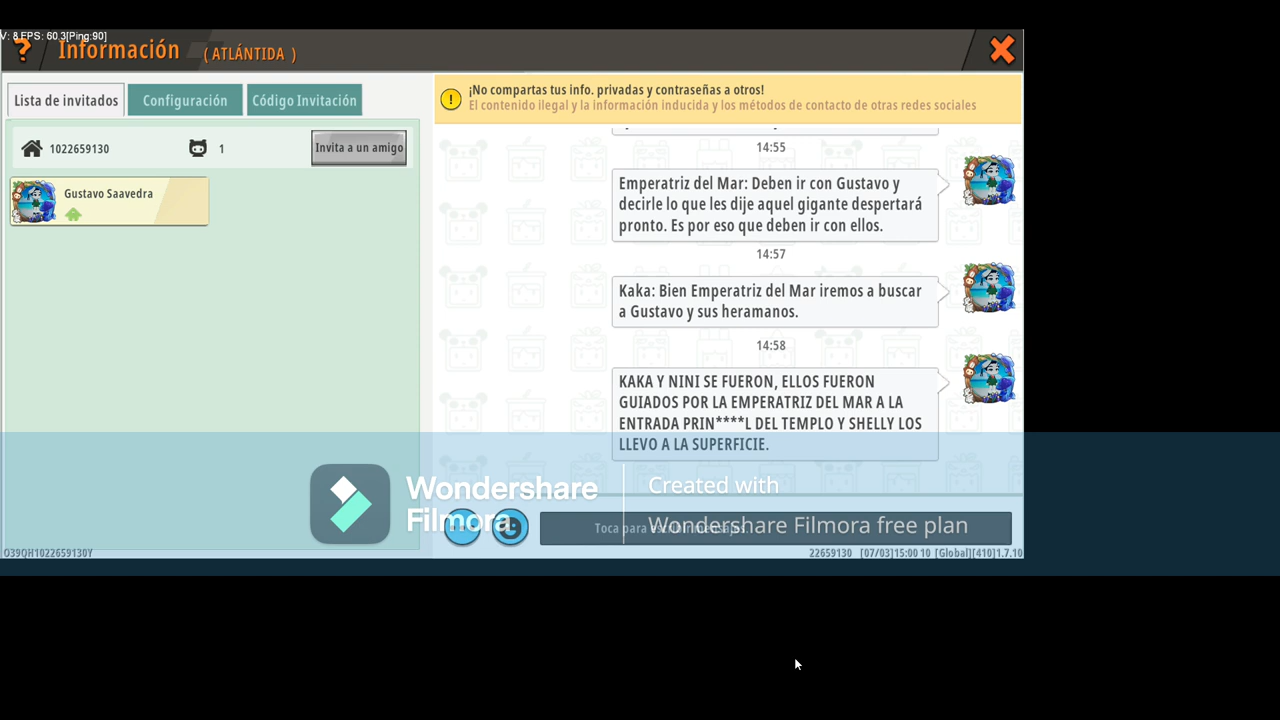 V: 8 FPS: 60.3[Ping:90]
? Información ( ATLÁNTIDA )
Lista de invitados
Configuración
Código Invitación
1022659130
1
Invita a un amigo
Gustavo Saavedra
¡No compartas tus info. privadas y contraseñas a otros!
El contenido ilegal y la información inducida y los métodos de contacto de otras redes sociales
14:55
Emperatriz del Mar: Deben ir con Gustavo y
decirle lo que les dije aquel gigante despertará
pronto. Es por eso que deben ir con ellos.
14:57
Kaka: Bien Emperatriz del Mar iremos a buscar
a Gustavo y sus heramanos.
14:58
KAKA Y NINI SE FUERON, ELLOS FUERON
GUIADOS POR LA EMPERATRIZ DEL MAR A LA
ENTRADA PRIN****L DEL TEMPLO Y SHELLY LOS
LLEVO A LA SUPERFICIE.
Wondershare
Filmora
Created with
Wondershare Filmora free plan
Toca para
O39QH1022659130Y
22659130 [07/03]15:00 10 [Global][410]1.7.10